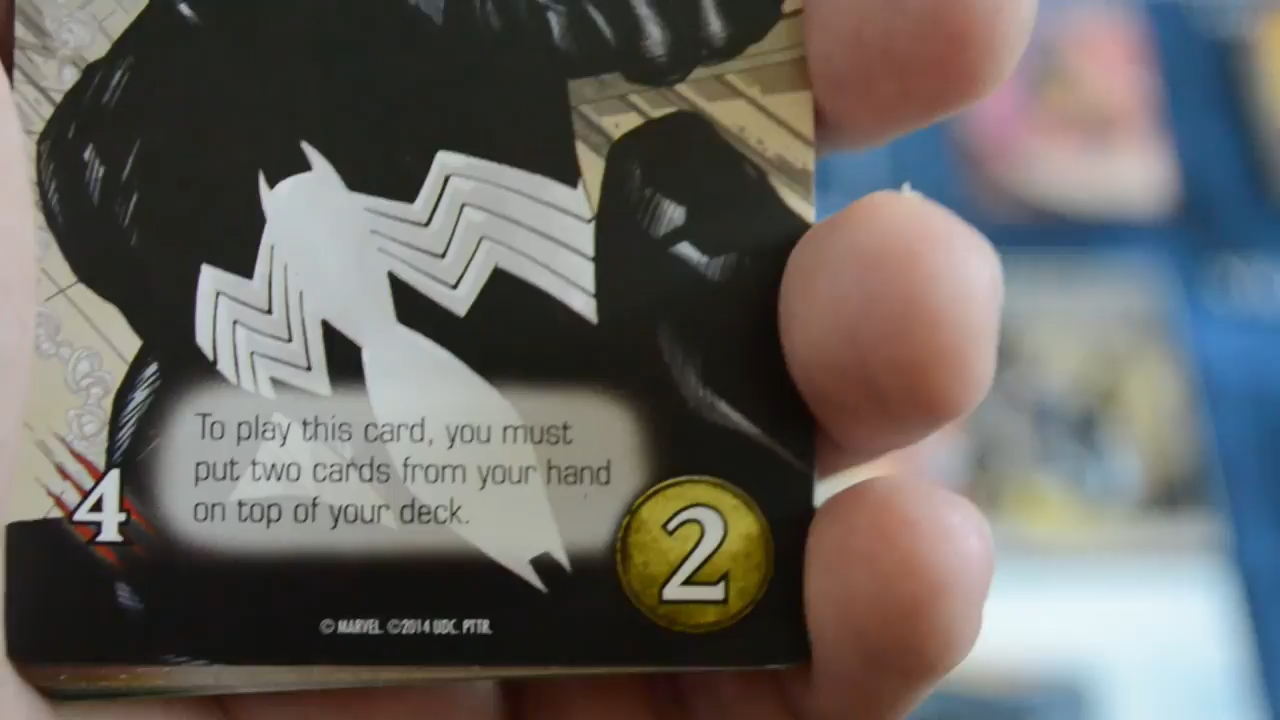 To play this card, you must
put two cards from your hand
on top of your deck.
4
2
© MARVEL. ©2014 UDC. PTTR.